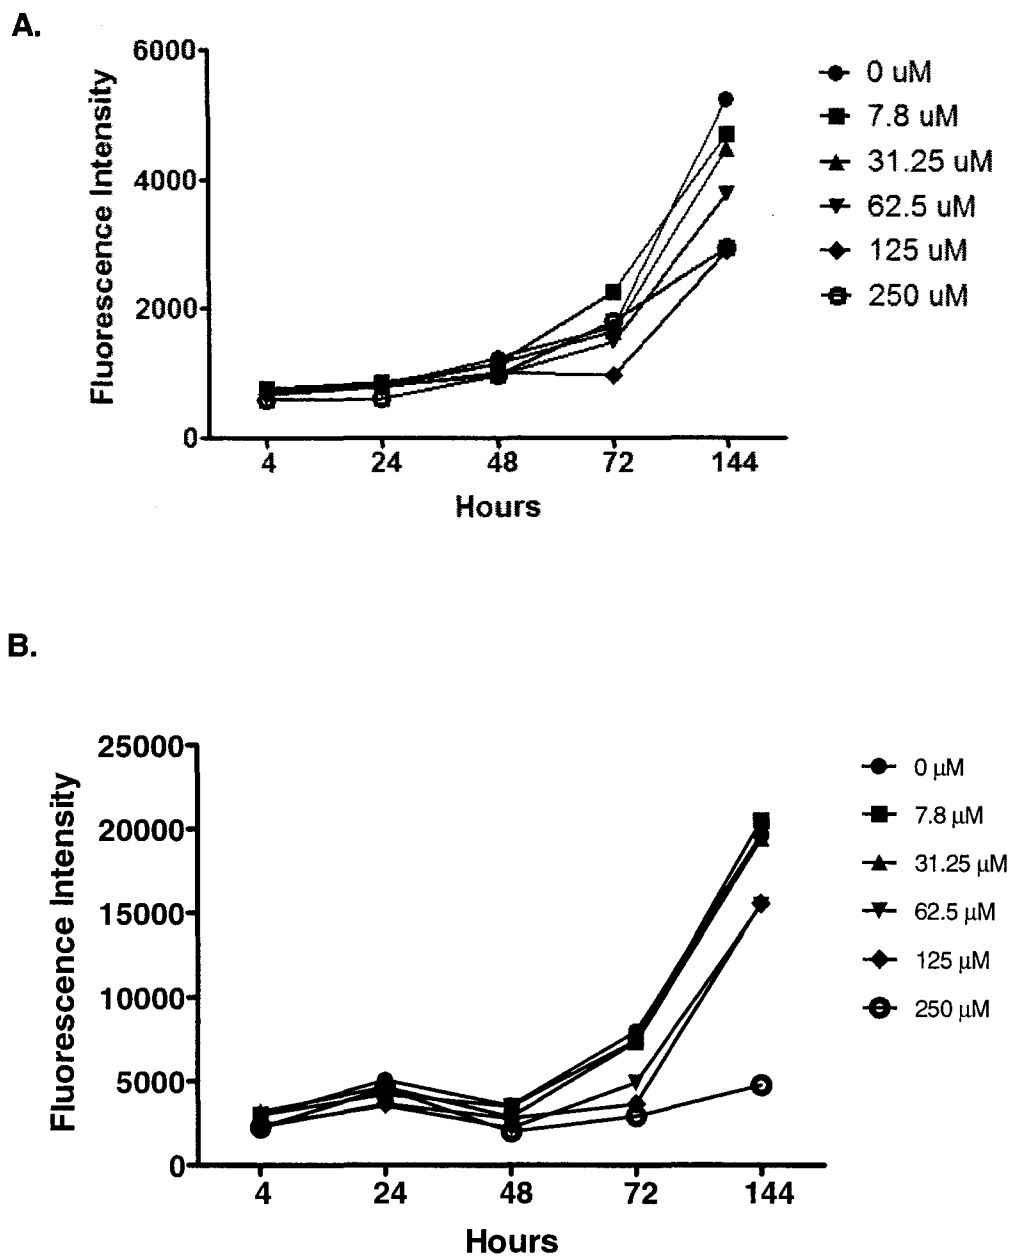 A.
Fluorescence Intensity
6000
4000
2000
0
4 24 48 72 144
Hours
0 uM
7.8 uM
31.25 uM
62.5 uM
125 uM
250 uM
B.
Fluorescence Intensity
25000
20000
15000
10000
5000
0
4 24 48 72 144
Hours
0 µM
7.8 µM
31.25 µM
62.5 µM
125 µM
250 µM